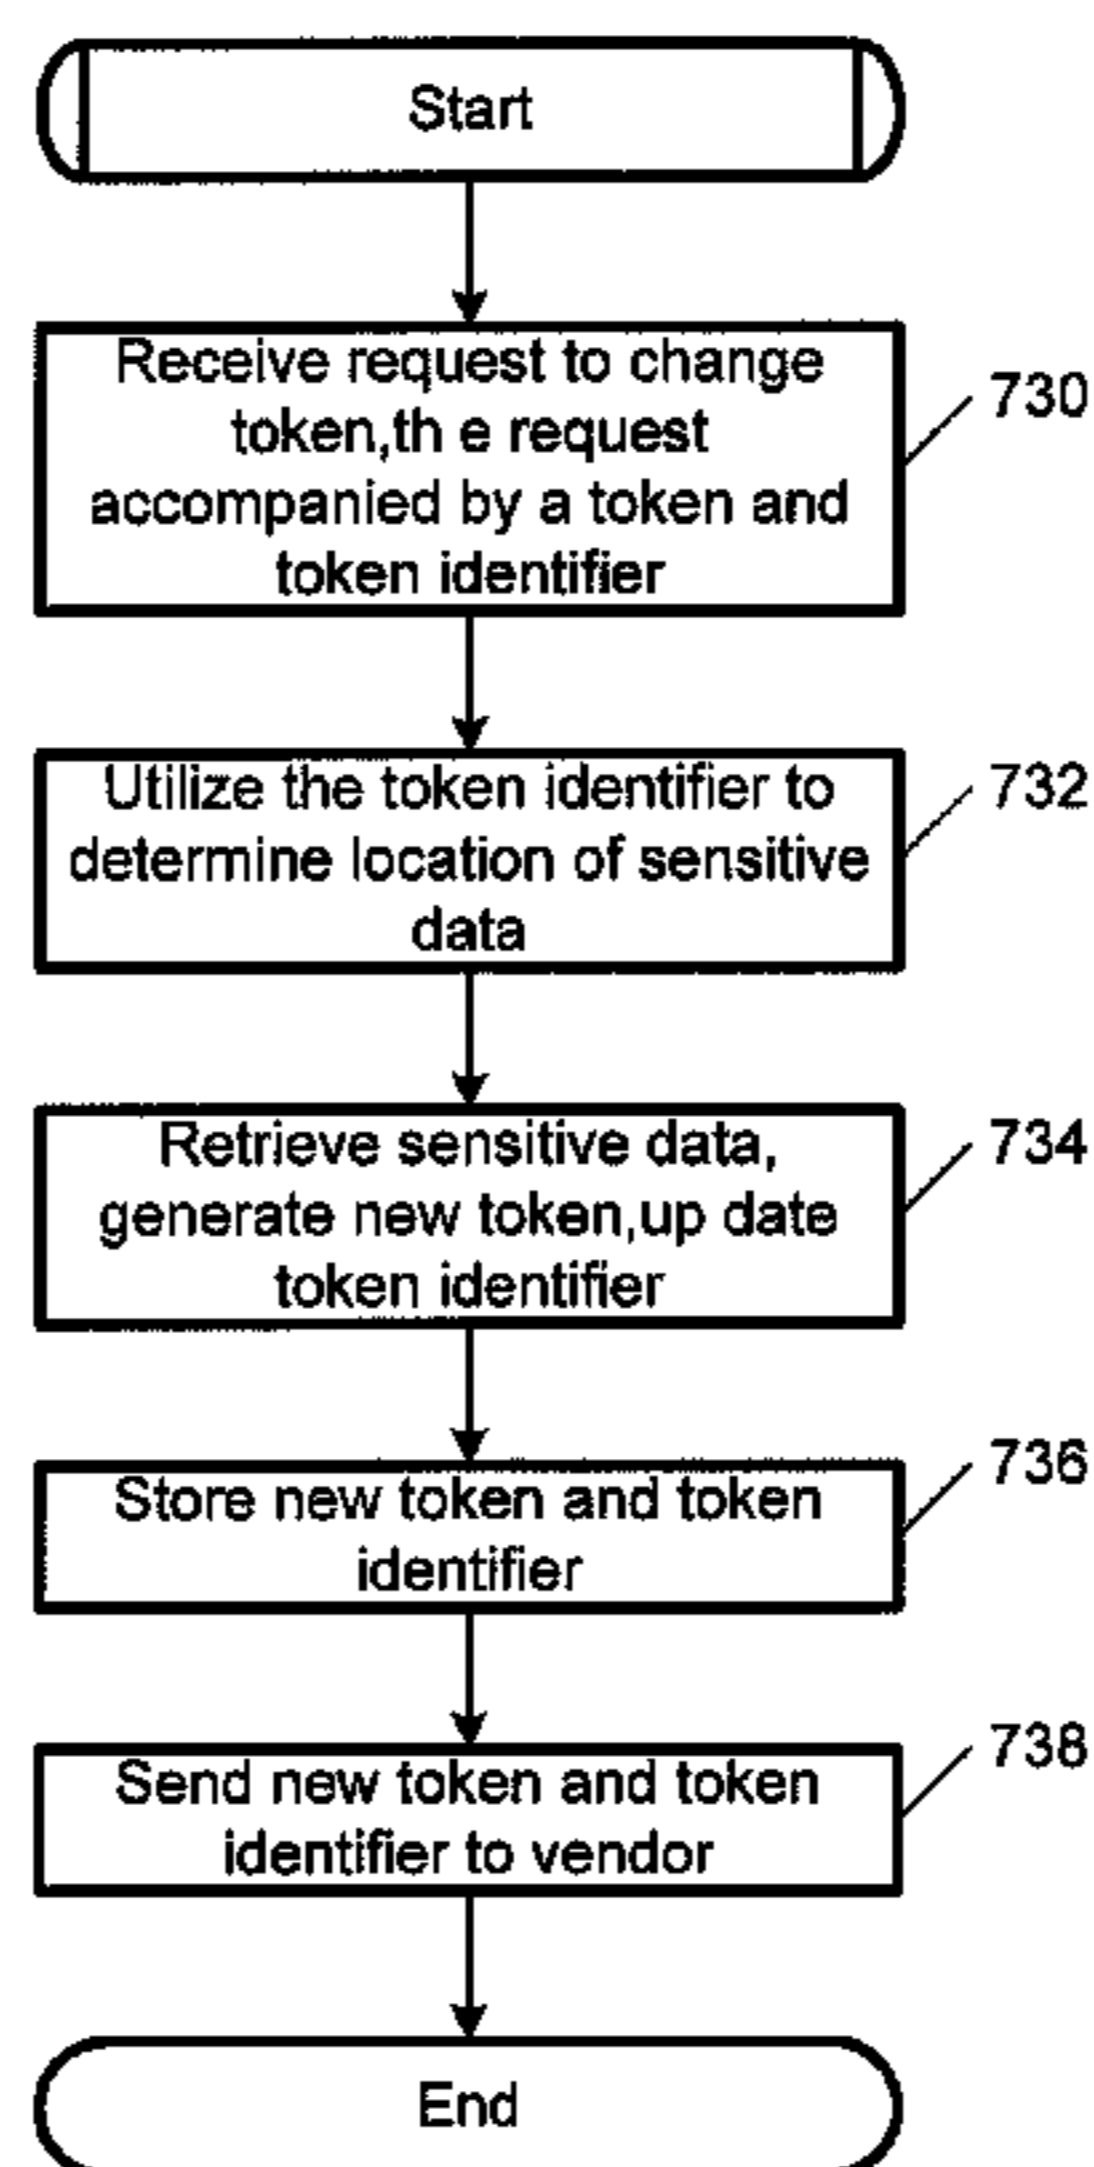 Start
Receive request to change
token,th e request
accompanied by a token and
token identifier
730
Utilize the token identifier to
determine location of sensitive
data
732
Retrieve sensitive data,
generate new token,up date
token identifier
734
Store new token and token
identifier
736
Send new token and token
identifier to vendor
738
End